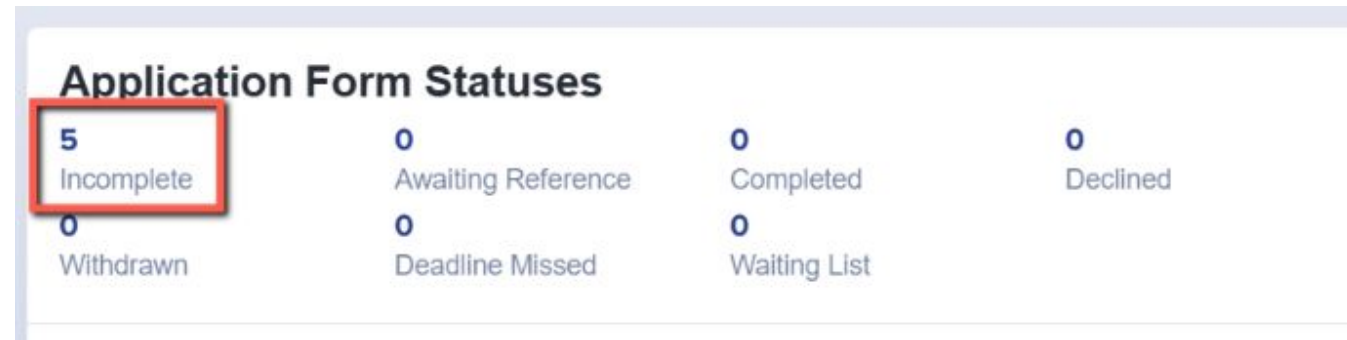 Application Form Statuses
5 0 0 0
Incomplete Awaiting Reference Completed Declined
0 0 0
Withdrawn Deadline Missed Waiting List